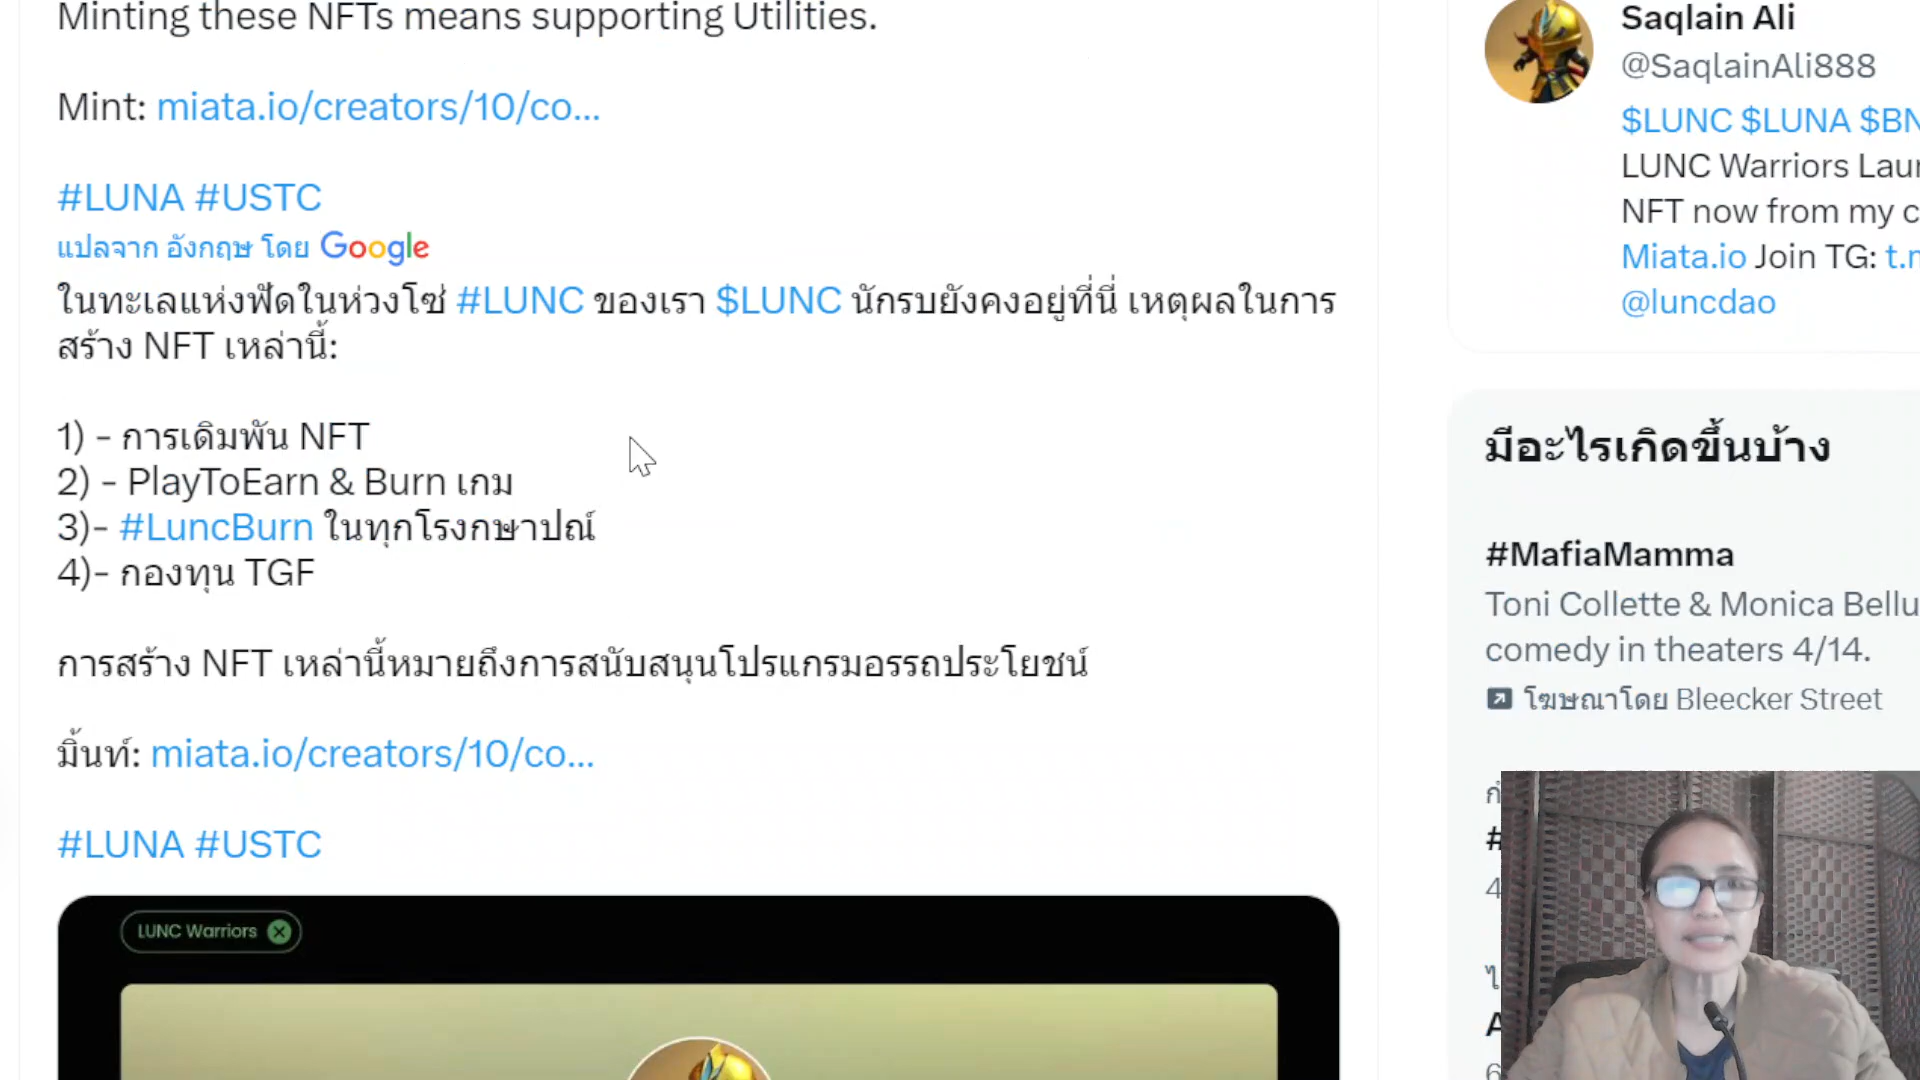 Minting these NFTs means supporting Utilities.
Mint: miata.io/creators/10/co...
#LUNA #USTC
แปลจาก อังกฤษ โดย Google
ในทะเลแห่งฟัดในห่วงโซ่ #LUNC ของเรา $LUNC นักรบยังคงอยู่ที่นี่ เหตุผลในการ
สร้าง NFT เหล่านี้:
1) - การเดิมพัน NFT
2) - PlayToEarn & Burn เกม
3)- #LuncBurn ในทุกโรงกษาปณ์
4)- กองทุน TGF
การสร้าง NFT เหล่านี้หมายถึงการสนับสนุนโปรแกรมอรรถประโยชน์
มิ้นท์: miata.io/creators/10/co...
#LUNA #USTC
LUNC Warriors
Saqlain Ali
@SaqlainAli888
$LUNC $LUNA $BN
LUNC Warriors Laun
NFT now from my c
Miata.io Join TG: t.m
@luncdao
มีอะไรเกิดขึ้นบ้าง
#MafiaMamma
Toni Collette & Monica Bellu
comedy in theaters 4/14.
โฆษณาโดย Bleecker Street
#
4
A
6